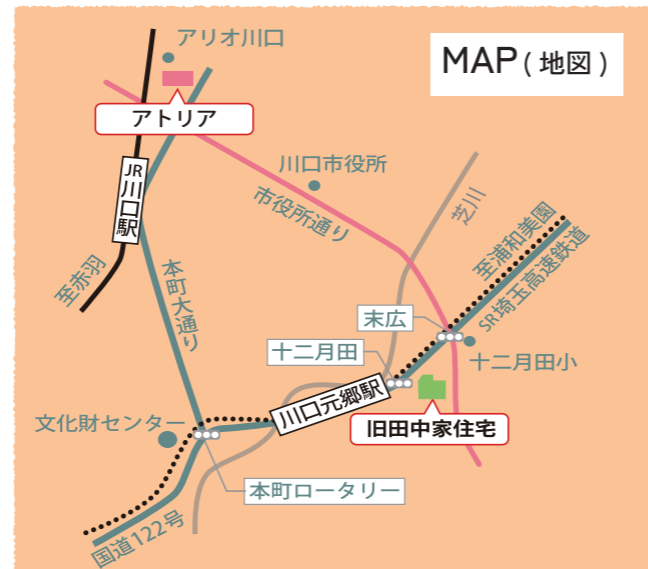 MAP ( 地図 )
アリオ川口
アトリア
JR川口駅
川口市役所
市役所通り
芝川
至浦和美園
SR埼玉高速鉄道
至赤羽
本町大通り
末広
十二月田
十二月田小
川口元郷駅
旧田中家住宅
文化財センター
本町ロータリー
国道122号